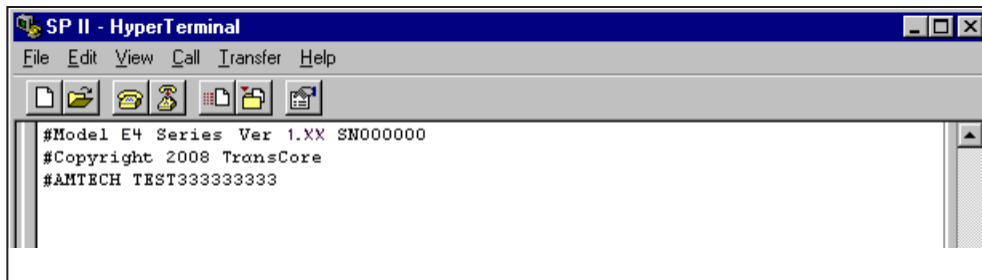 SP II - HyperTerminal
File Edit View Call Transfer Help
#Model E4 Series Ver 1.XX SN000000
#Copyright 2008 TransCore
#AMTECH TEST333333333